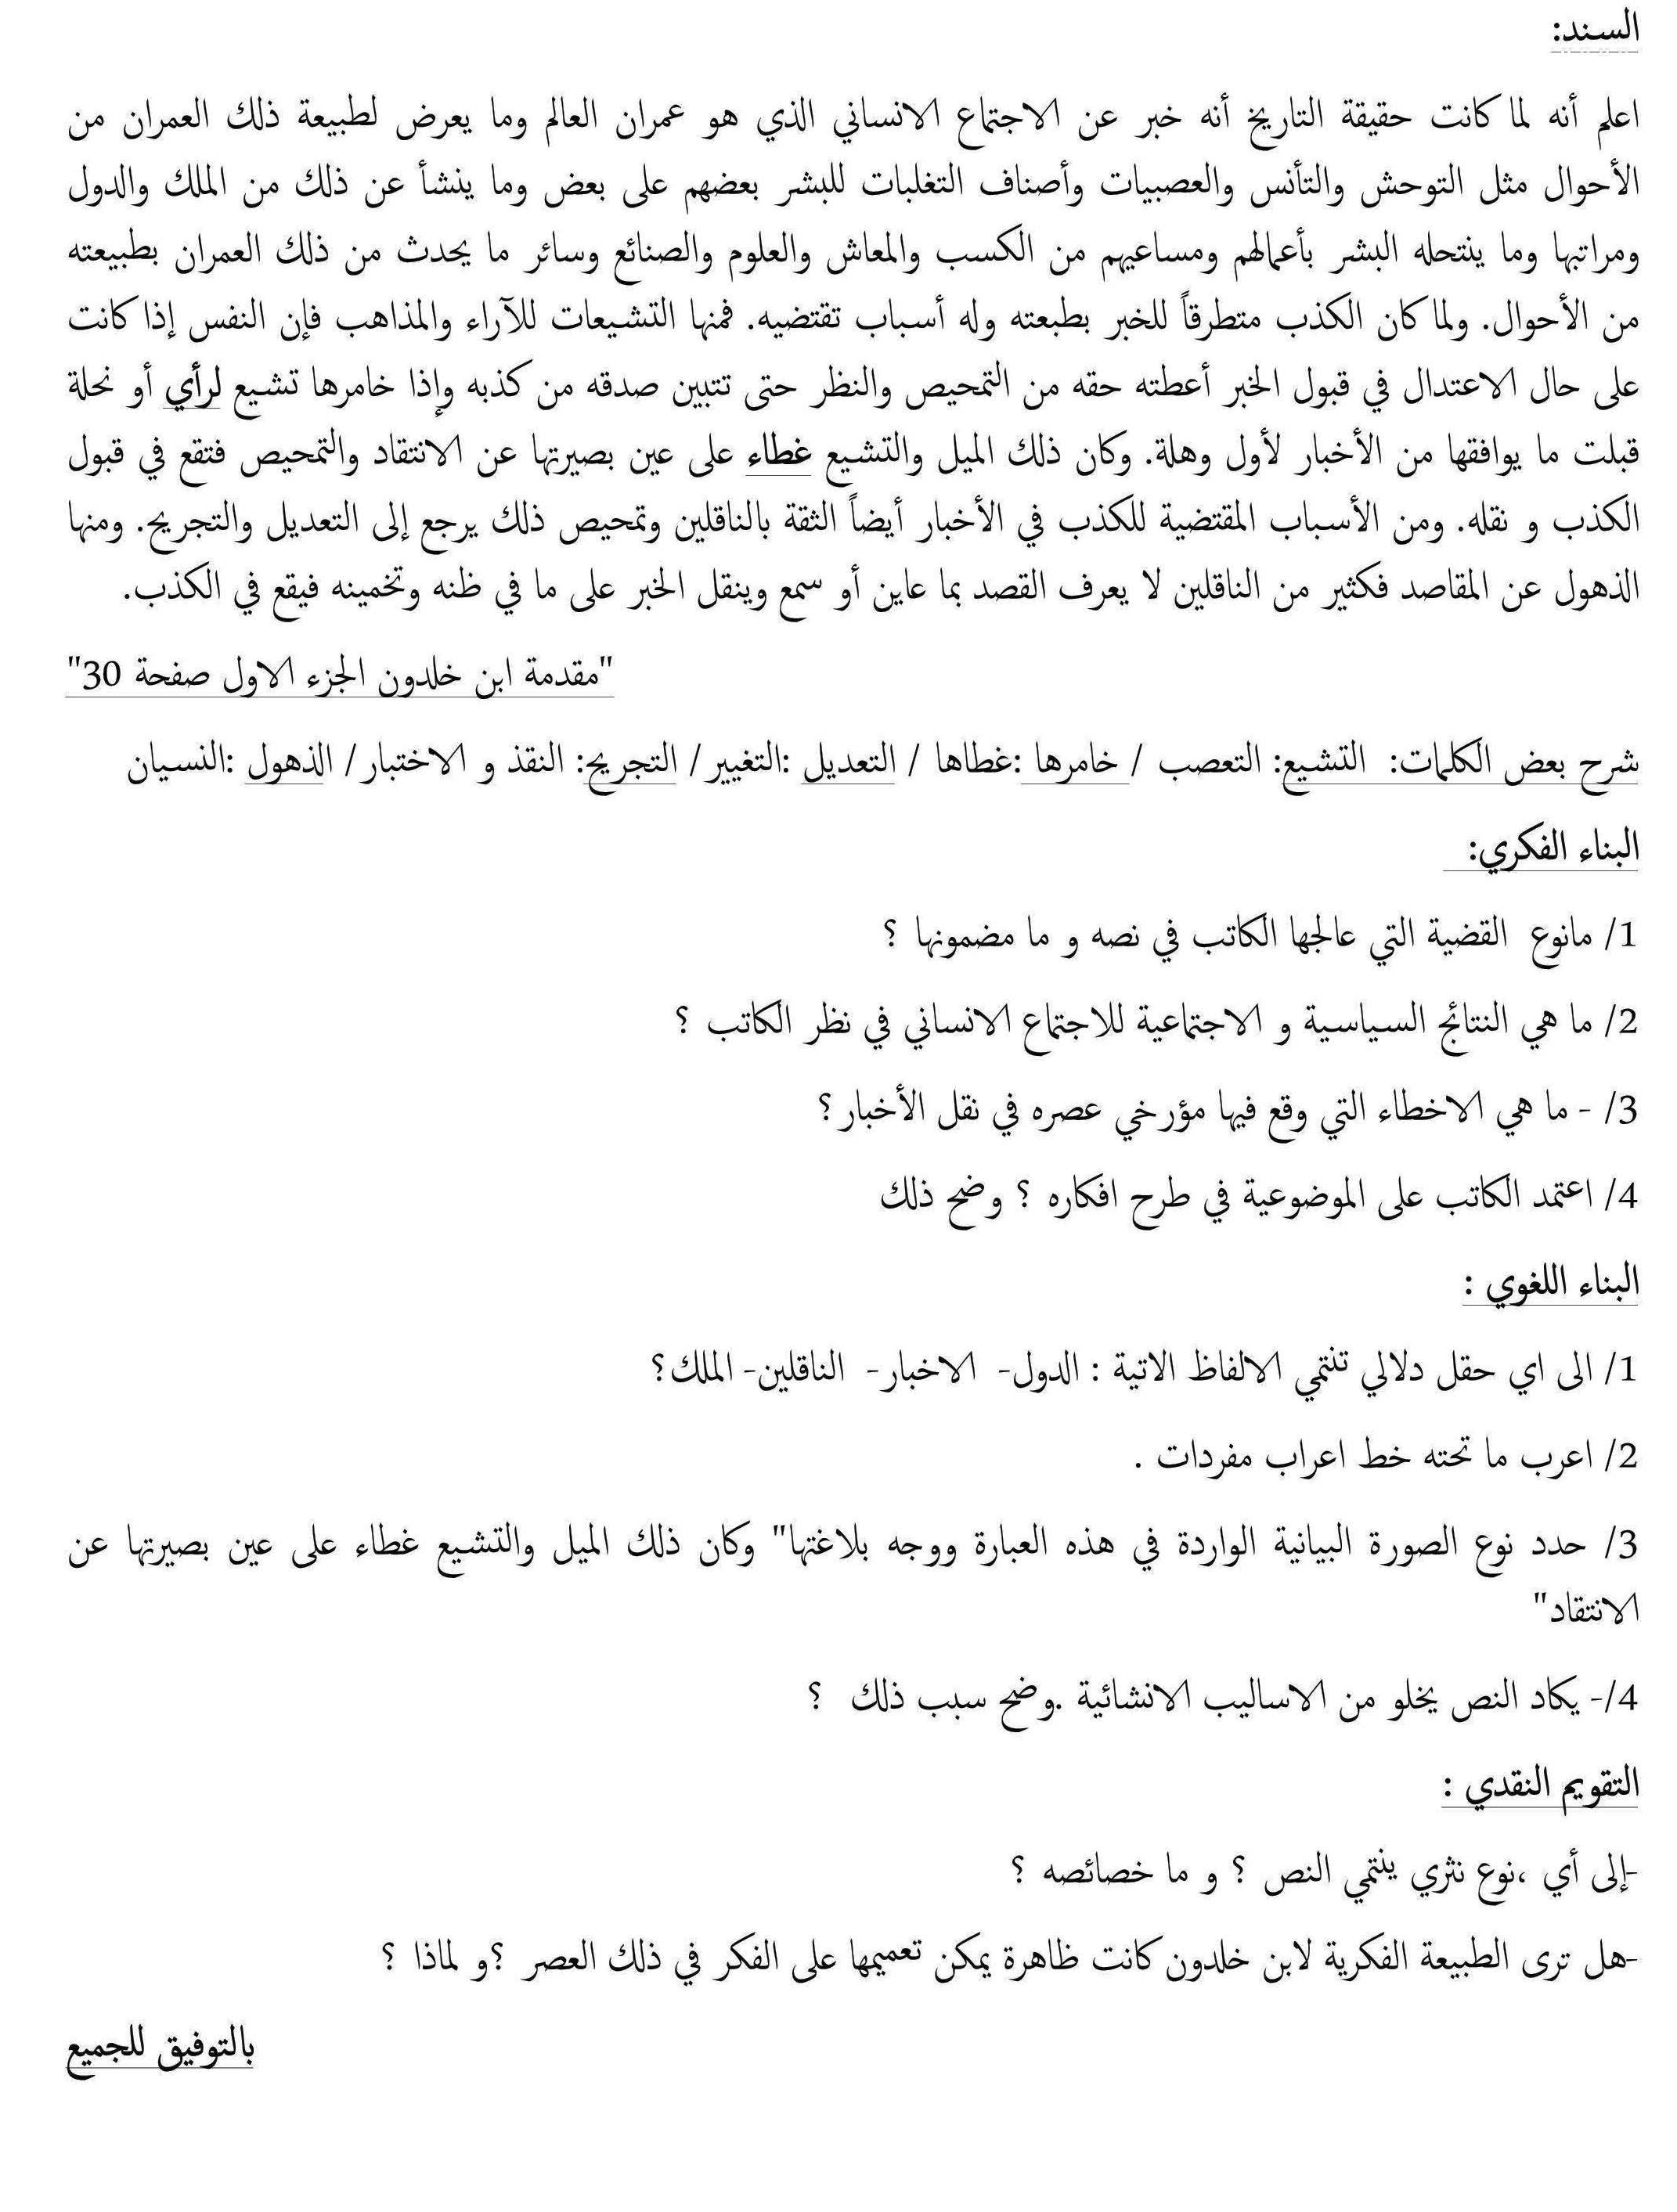 السند:
اعلم أنه لما كانت حقيقة التاريخ أنه خبر عن الاجتماع الانساني الذي هو عمران العالم وما يعرض لطبيعة ذلك العمران من
الأحوال مثل التوحش والتأنس والعصبيات وأصناف التغلبات للبشر بعضهم على بعض وما ينشأ عن ذلك من الملك والدول
ومراتبها وما ينتحله البشر بأعمالهم ومساعيهم من الكسب والمعاش والعلوم والصنائع وسائر ما يحدث من ذلك العمران بطبيعته
من الأحوال. ولما كان الكذب متطرقاً للخبر بطبعته وله أسباب تقتضيه. فمنها التشيعات للآراء والمذاهب فإن النفس إذا كانت
على حال الاعتدال في قبول الخبر أعطته حقه من التمحيص والنظر حتى تتبين صدقه من كذبه وإذا خامرها تشيع لرأي أو نحلة
قبلت ما يوافقها من الأخبار لأول وهلة. وكان ذلك الميل والتشيع غطاء على عين بصيرتها عن الانتقاد والتمحيص فتقع في قبول
الكذب و نقله. ومن الأسباب المقتضية للكذب في الأخبار أيضاً الثقة بالناقلين وتمحيص ذلك يرجع إلى التعديل والتجريح. ومنها
الذهول عن المقاصد فكثير من الناقلين لا يعرف القصد بما عاين أو سمع وينقل الخبر على ما في ظنه وتخمينه فيقع في الكذب.
"مقدمة ابن خلدون الجزء الاول صفحة 30"
شرح بعض الكلمات: التشيع: التعصب / خامرها :غطاها / التعديل :التغيير/ التجريح: النقذ و الاختبار/ الذهول :النسيان
البناء الفكري:
1/ مانوع القضية التي عالجها الكاتب في نصه و ما مضمونها ؟
2/ ما هي النتائج السياسية و الاجتماعية للاجتماع الانساني في نظر الكاتب ؟
3/ - ما هي الاخطاء التي وقع فيها مؤرخي عصره في نقل الأخبار؟
4/ اعتمد الكاتب على الموضوعية في طرح افكاره ؟ وضح ذلك
البناء اللغوي :
1/ الى اي حقل دلالي تنتمي الالفاظ الاتية : الدول- الاخبار- الناقلين- الملك؟
2/ اعرب ما تحته خط اعراب مفردات .
3/ حدد نوع الصورة البيانية الواردة في هذه العبارة ووجه بلاغتها" وكان ذلك الميل والتشيع غطاء على عين بصيرتها عن
الانتقاد"
4/- يكاد النص يخلو من الاساليب الانشائية .وضح سبب ذلك ؟
التقويم النقدي :
-إلى أي ،نوع نثري ينتمي النص ؟ و ما خصائصه ؟
-هل ترى الطبيعة الفكرية لابن خلدون كانت ظاهرة يمكن تعميمها على الفكر في ذلك العصر ؟و لماذا ؟
بالتوفيق للجميع